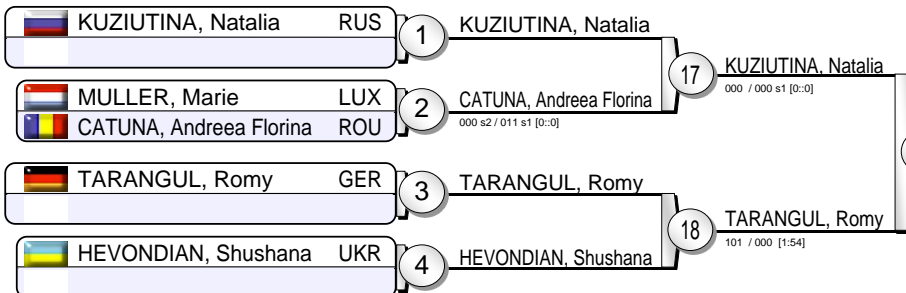 KUZIUTINA, Natalia RUS
1
KUZIUTINA, Natalia
MULLER, Marie LUX
CATUNA, Andreea Florina ROU
2
CATUNA, Andreea Florina
000 s2 / 011 s1 [0::0]
17
KUZIUTINA, Natalia
000 / 000 s1 [0::0]
TARANGUL, Romy GER
3
TARANGUL, Romy
HEVONDIAN, Shushana UKR
4
HEVONDIAN, Shushana
18
TARANGUL, Romy
101 / 000 [1:54]